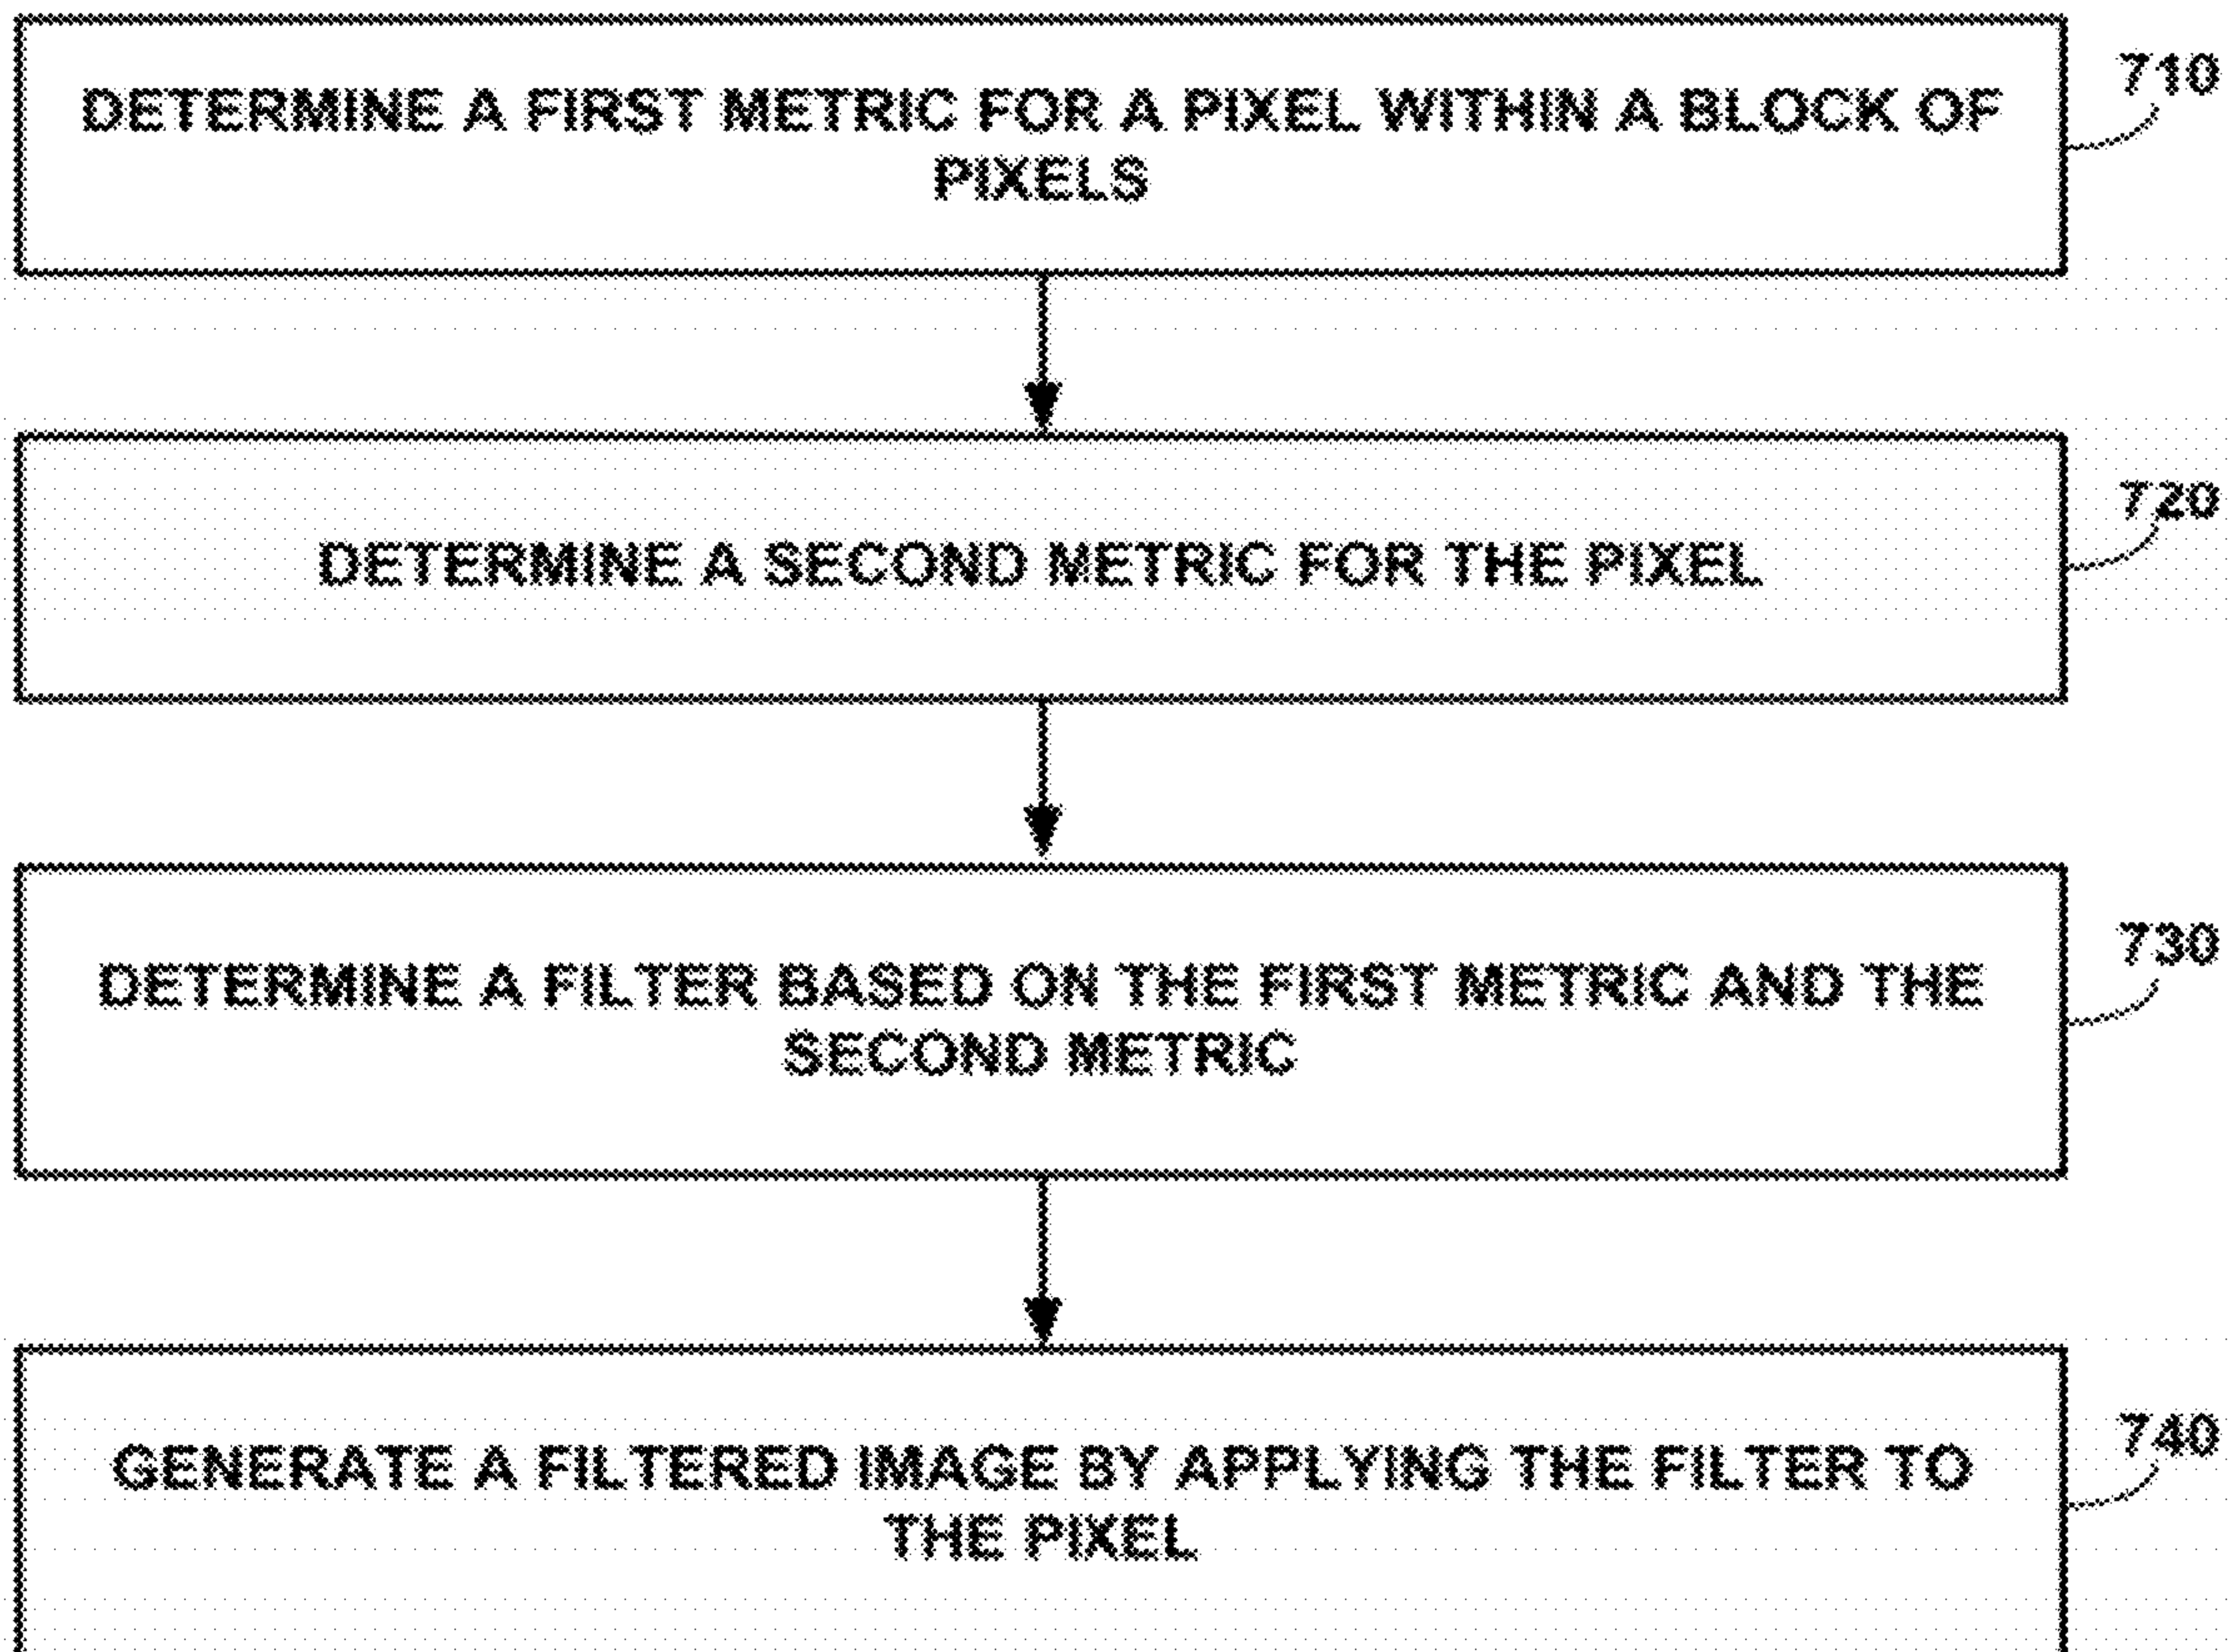 DETERMINE A FIRST METRIC FOR A PIXEL WITHIN A BLOCK OF
PIXELS
710
DETERMINE A SECOND METRIC FOR THE PIXEL
720
DETERMINE A FILTER BASED ON THE FIRST METRIC AND THE
SECOND METRIC
730
GENERATE A FILTERED IMAGE BY APPLYING THE FILTER TO
THE PIXEL
740